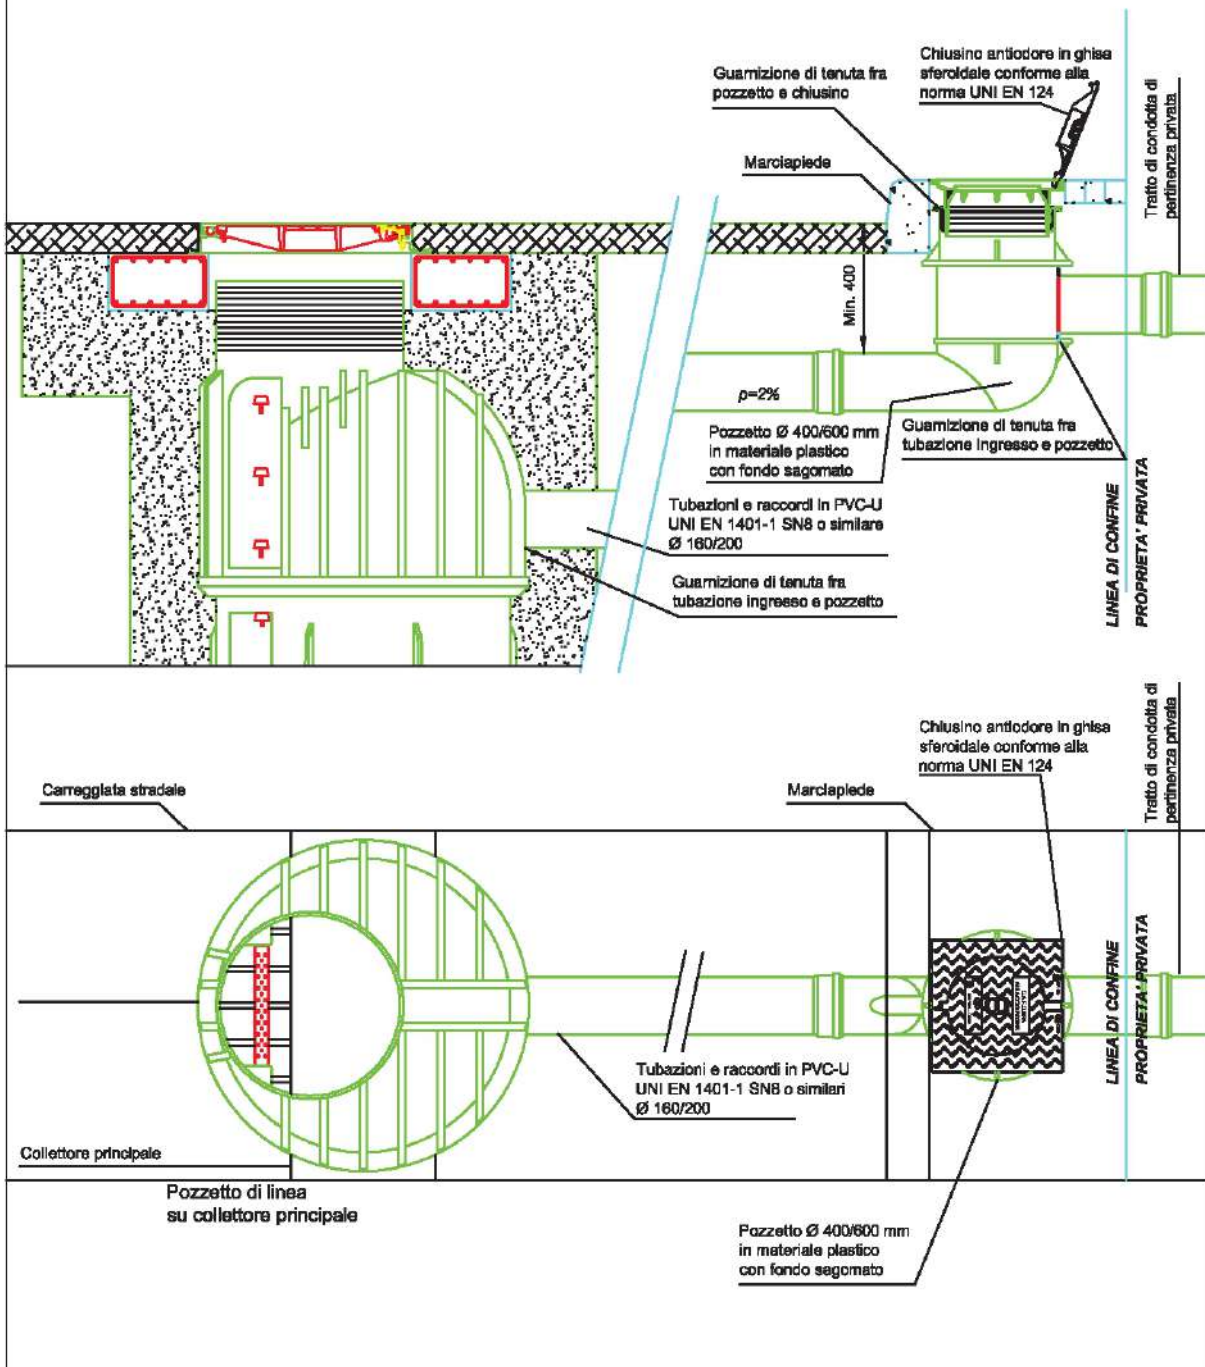 Chiusino antiodore in ghisa
sferoidale conforme alla
norma UNI EN 124
Guarnizione di tenuta fra
pozzetto e chiusino
Marciapiede
Tratto di condotta di
pertinenza privata
Min. 400
ρ=2%
Pozzetto Ø 400/600 mm
in materiale plastico
con fondo sagomato
Guarnizione di tenuta fra
tubazione ingresso e pozzetto
Tubazioni e raccordi in PVC-U
UNI EN 1401-1 SN8 o similare
Ø 160/200
Guarnizione di tenuta fra
tubazione ingresso e pozzetto
LINEA DI CONFINE
PROPRIETA' PRIVATA
Chiusino antiodore in ghisa
sferoidale conforme alla
norma UNI EN 124
Tratto di condotta di
pertinenza privata
Carreggiata stradale
Marciapiede
LINEA DI CONFINE
PROPRIETA' PRIVATA
Tubazioni e raccordi in PVC-U
UNI EN 1401-1 SN8 o similari
Ø 160/200
Collettore principale
Pozzetto di linea
su collettore principale
Pozzetto Ø 400/600 mm
in materiale plastico
con fondo sagomato